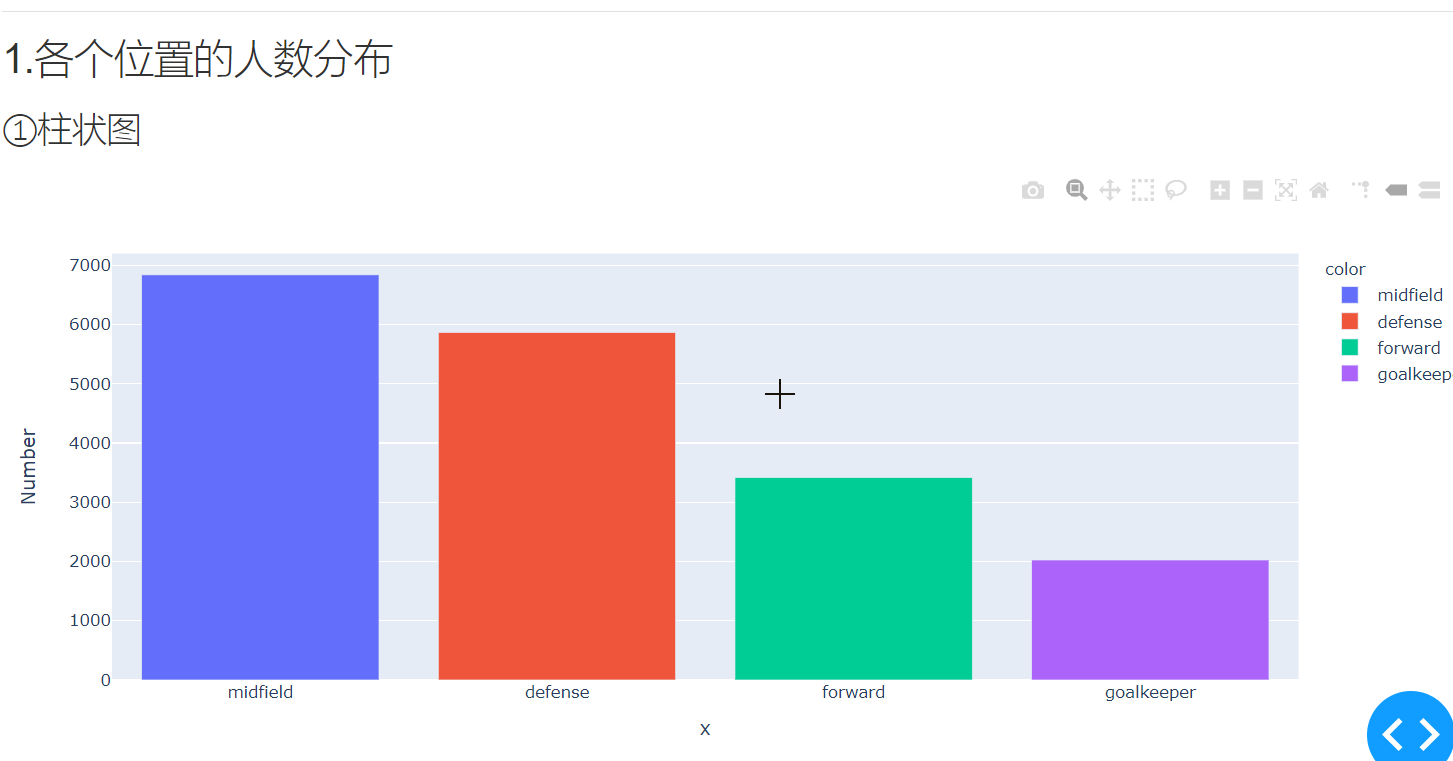 1.各个位置的人数分布
①柱状图
7000
6000
5000
4000
3000
2000
1000
0
Number
midfield defense forward goalkeeper
x
color
midfield
defense
forward
goalkeep